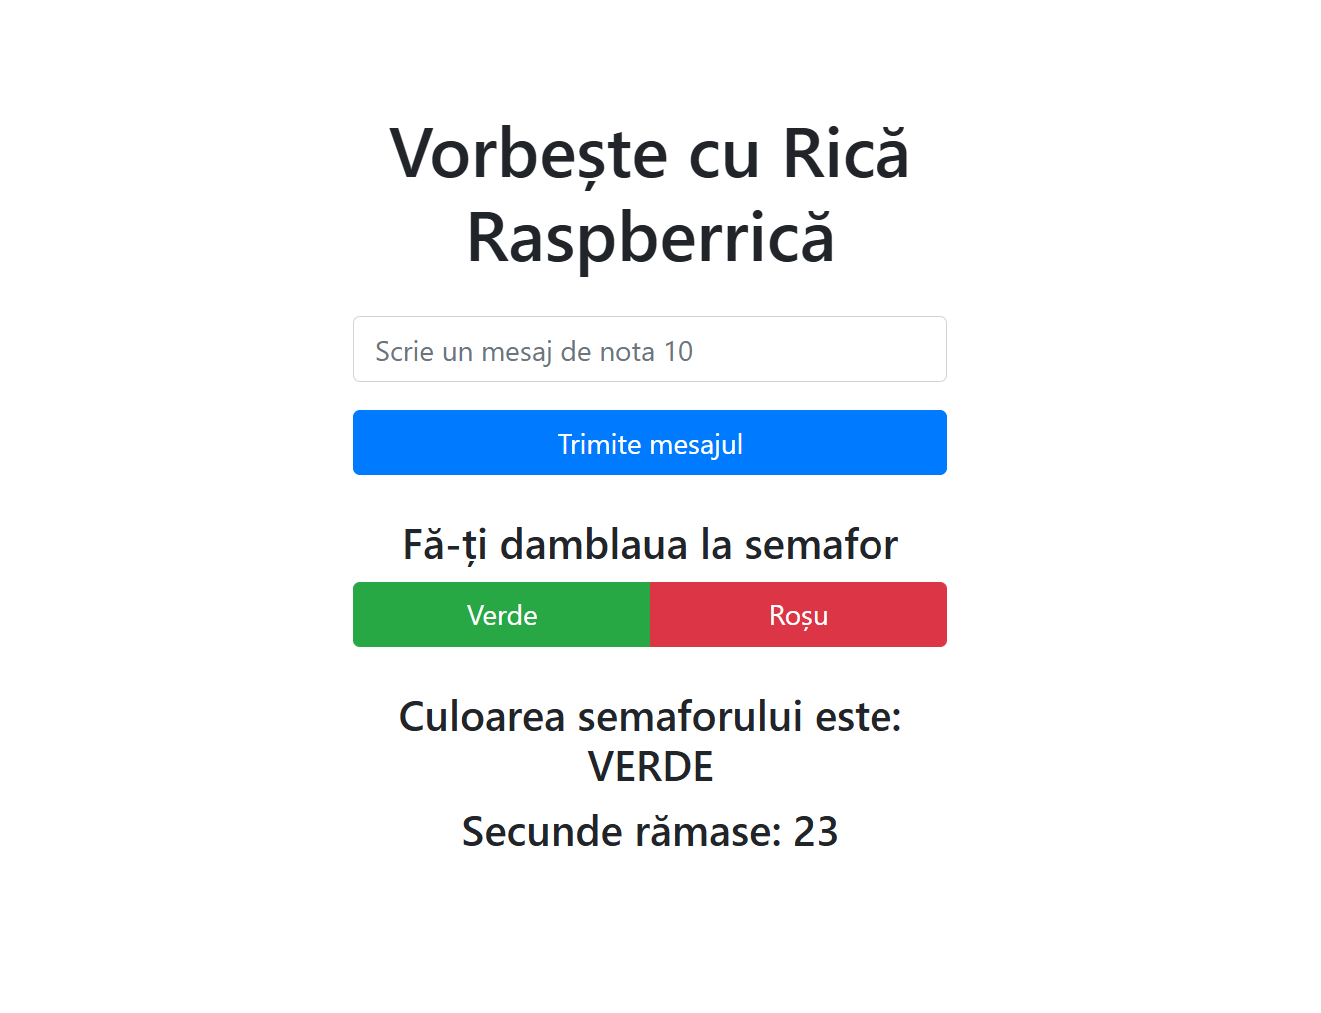 Vorbește cu Rică
Raspberrică
Scrie un mesaj de nota 10
Trimite mesajul
Fă-ți damblaua la semafor
Verde
Roșu
Culoarea semaforului este:
VERDE
Secunde rămase: 23